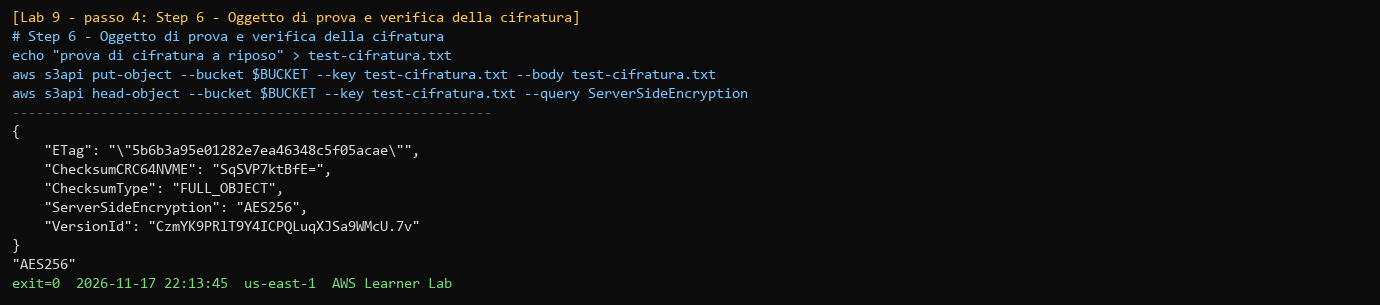 [Lab 9 - passo 4: Step 6 - Oggetto di prova e verifica della cifratura]
# Step 6 - Oggetto di prova e verifica della cifratura
echo "prova di cifratura a riposo" > test-cifratura.txt
aws s3api put-object --bucket $BUCKET --key test-cifratura.txt --body test-cifratura.txt
aws s3api head-object --bucket $BUCKET --key test-cifratura.txt --query ServerSideEncryption
------------------------------------------------------------
{
    "ETag": "\"5b6b3a95e01282e7ea46348c5f05acae\"",
    "ChecksumCRC64NVME": "SqSVP7ktBfE=",
    "ChecksumType": "FULL_OBJECT",
    "ServerSideEncryption": "AES256",
    "VersionId": "CzmYK9PRlT9Y4ICPQLuqXJSa9WMcU.7v"
}
"AES256"
exit=0  2026-11-17 22:13:45  us-east-1  AWS Learner Lab